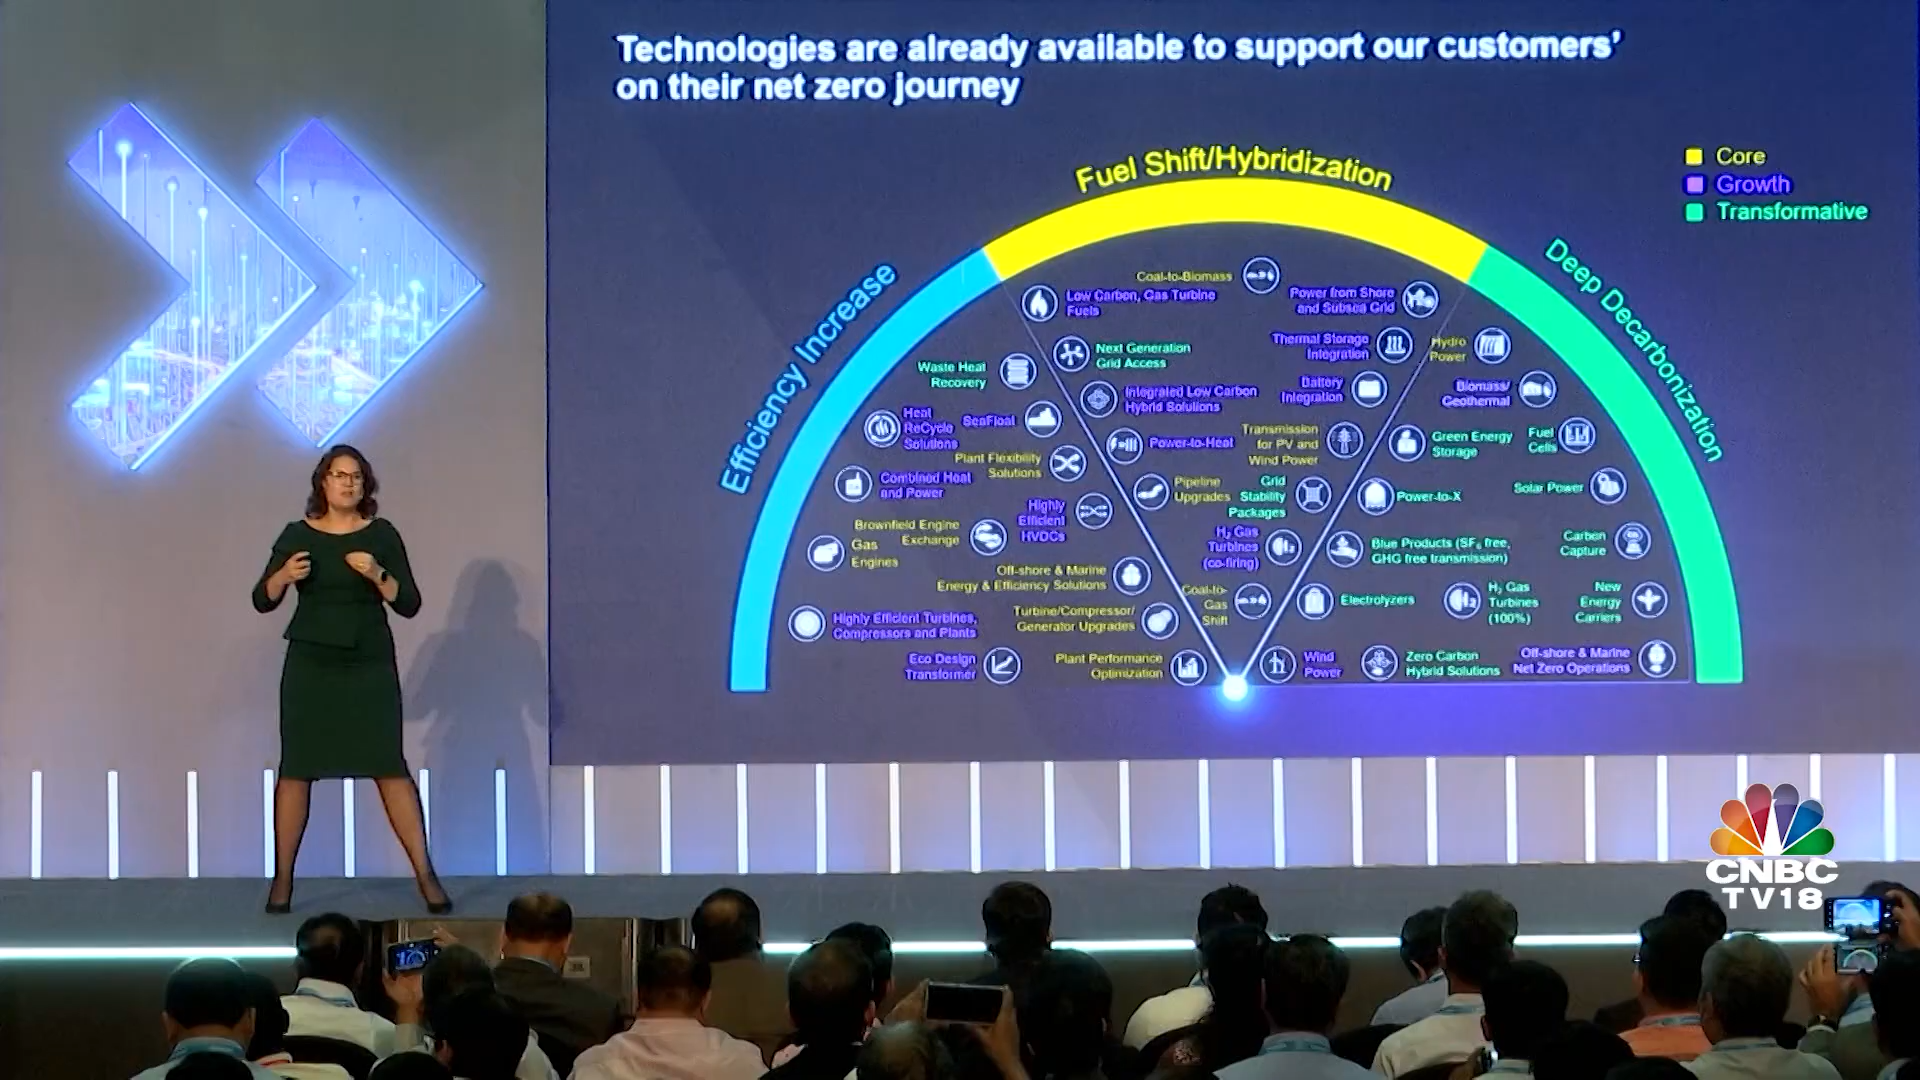 Technologies are already available to support our customers’
on their net zero journey
Core
Growth
Transformative
Efficiency Increase
Fuel Shift/Hybridization
Deep Decarbonization
Waste Heat
Recovery
Heat
ReCycle
Solutions
SeaFloat
Plant Flexibility
Solutions
Combined Heat
and Power
Highly
Efficient
HVDCs
Brownfield Engine
Exchange
Gas
Engines
Off-shore & Marine
Energy & Efficiency Solutions
Highly Efficient Turbines,
Compressors and Plants
Turbine/Compressor/
Generator Upgrades
Eco Design
Transformer
Plant Performance
Optimization
Coal-to-Biomass
Low Carbon, Gas Turbine
Fuels
Power from Shore
and Subsea Grid
Next Generation
Grid Access
Thermal Storage
Integration
Integrated Low Carbon
Hybrid Solutions
Battery
Integration
Power-to-Heat
Transmission
for PV and
Wind Power
Pipeline
Upgrades
Grid
Stability
Packages
H₂ Gas
Turbines
(co-firing)
Coal-to-
Gas
Shift
Hydro
Power
Biomass/
Geothermal
Green Energy
Storage
Fuel
Cells
Power-to-X
Solar Power
Blue Products (SF₆ free,
GHG free transmission)
Carbon
Capture
Electrolyzers
H₂ Gas
Turbines
(100%)
New
Energy
Carriers
Wind
Power
Zero Carbon
Hybrid Solutions
Off-shore & Marine
Net Zero Operations
CNBC
TV18